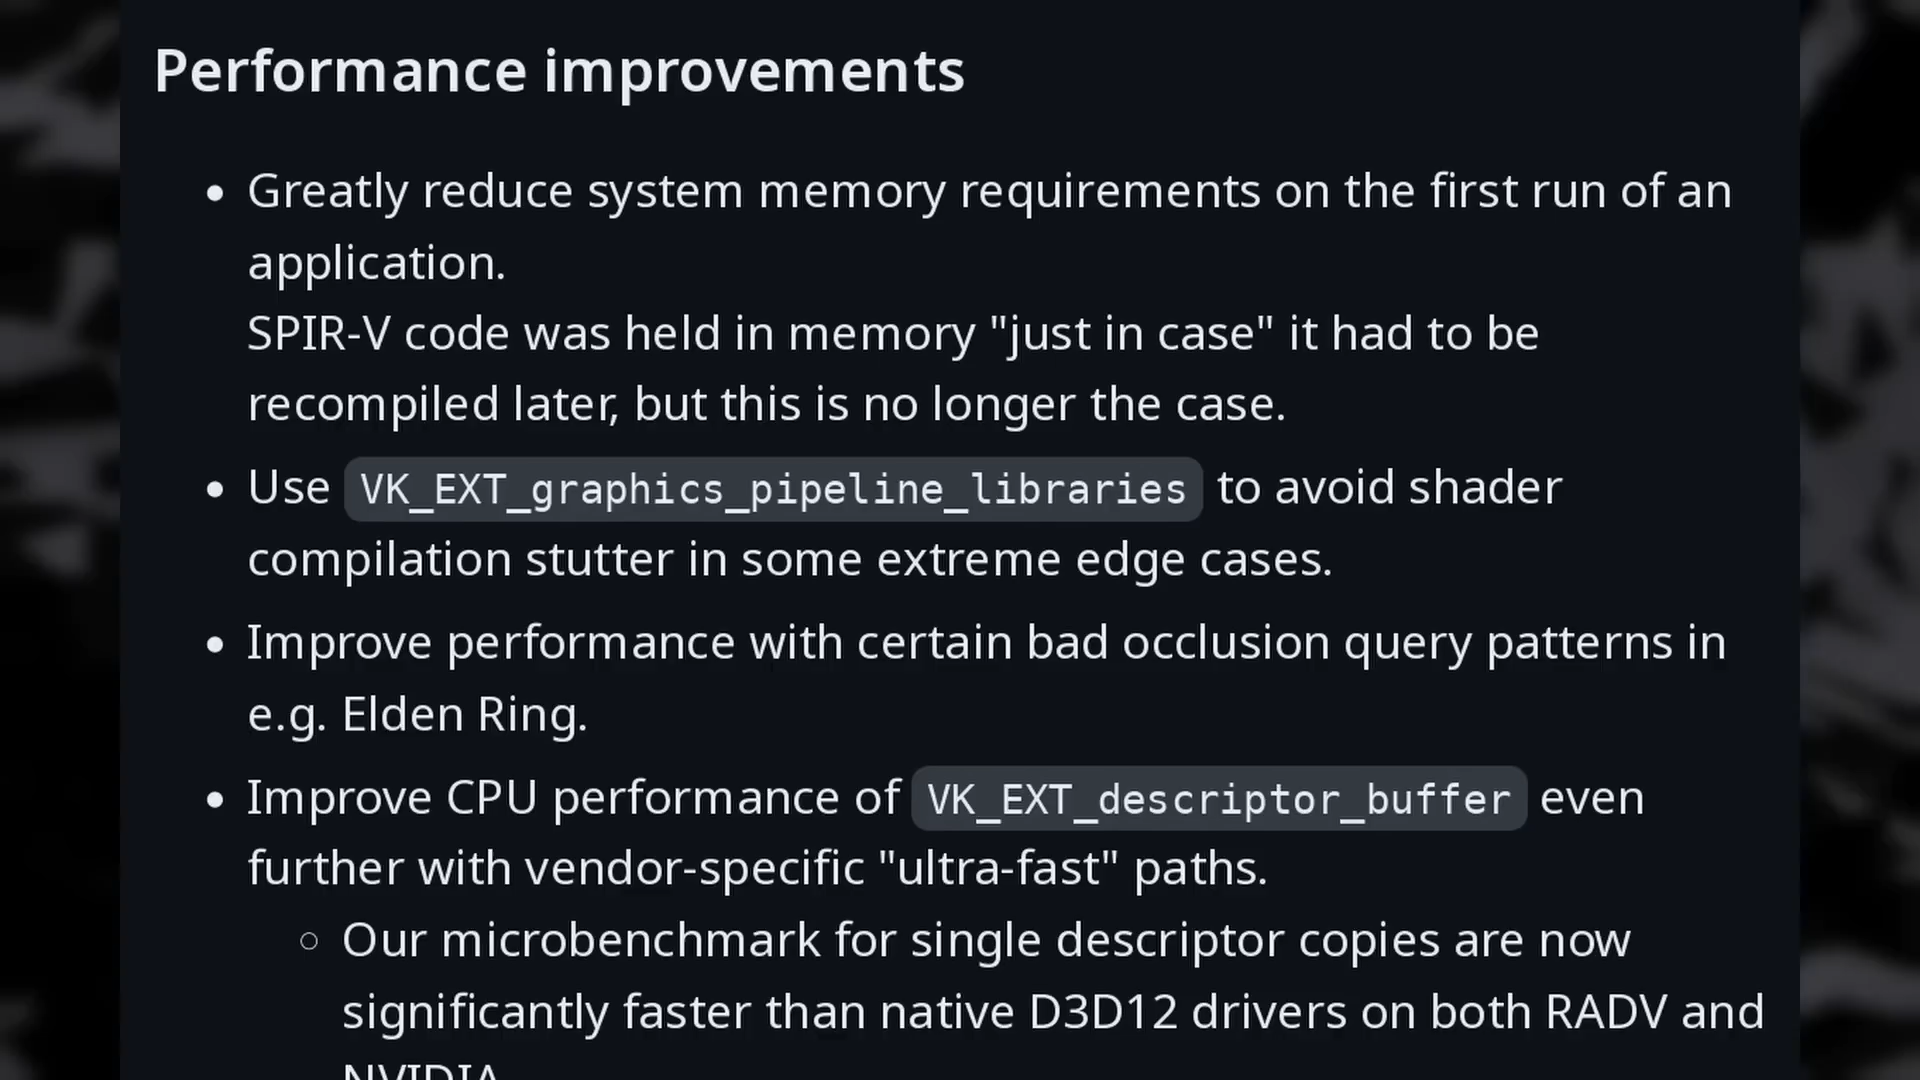 Performance improvements
• Greatly reduce system memory requirements on the first run of an
application.
SPIR-V code was held in memory "just in case" it had to be
recompiled later, but this is no longer the case.
• Use VK_EXT_graphics_pipeline_libraries to avoid shader
compilation stutter in some extreme edge cases.
• Improve performance with certain bad occlusion query patterns in
e.g. Elden Ring.
• Improve CPU performance of VK_EXT_descriptor_buffer even
further with vendor-specific "ultra-fast" paths.
○ Our microbenchmark for single descriptor copies are now
significantly faster than native D3D12 drivers on both RADV and
NVIDIA